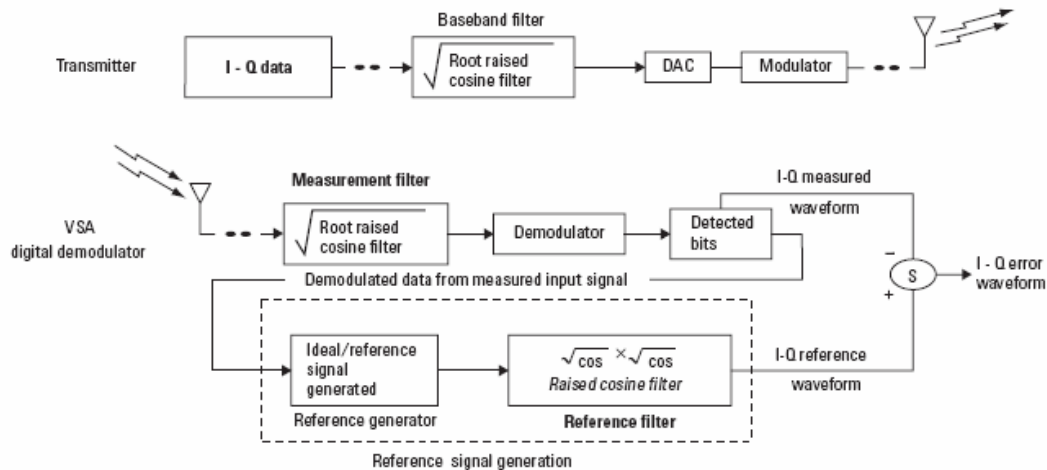 Baseband filter
Transmitter
I - Q data
√ Root raised
cosine filter
DAC
Modulator
Measurement filter
VSA
digital demodulator
√ Root raised
cosine filter
Demodulator
Detected
bits
I-Q measured
waveform
Demodulated data from measured input signal
−
+
S
I - Q error
waveform
Ideal/reference
signal
generated
√cos × √cos
Raised cosine filter
I-Q reference
waveform
Reference generator
Reference filter
Reference signal generation